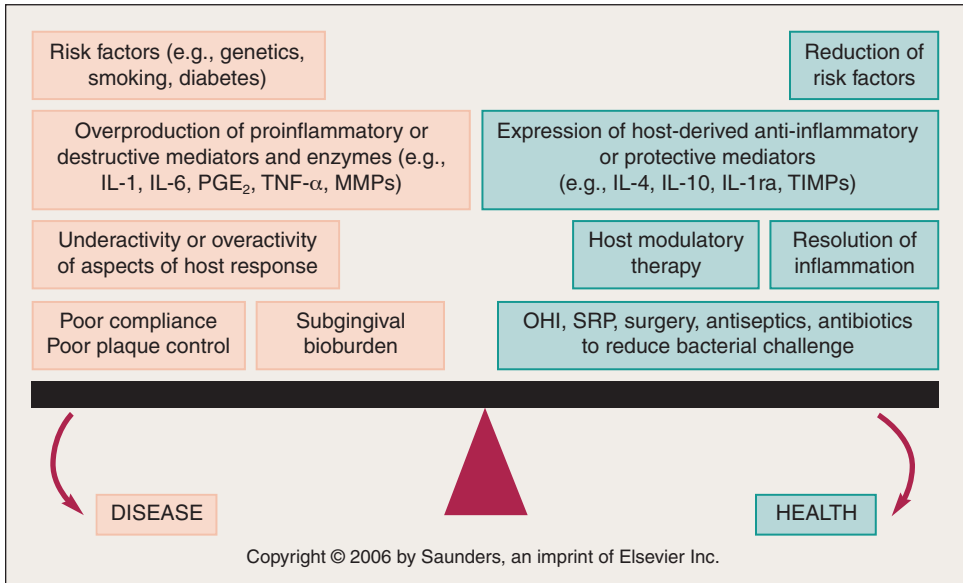 Risk factors (e.g., genetics,
smoking, diabetes)
Reduction of
risk factors
Overproduction of proinflammatory or
destructive mediators and enzymes (e.g.,
IL-1, IL-6, PGE₂, TNF-α, MMPs)
Expression of host-derived anti-inflammatory
or protective mediators
(e.g., IL-4, IL-10, IL-1ra, TIMPs)
Underactivity or overactivity
of aspects of host response
Host modulatory
therapy
Resolution of
inflammation
Poor compliance
Poor plaque control
Subgingival
bioburden
OHI, SRP, surgery, antiseptics, antibiotics
to reduce bacterial challenge
DISEASE
HEALTH
Copyright © 2006 by Saunders, an imprint of Elsevier Inc.